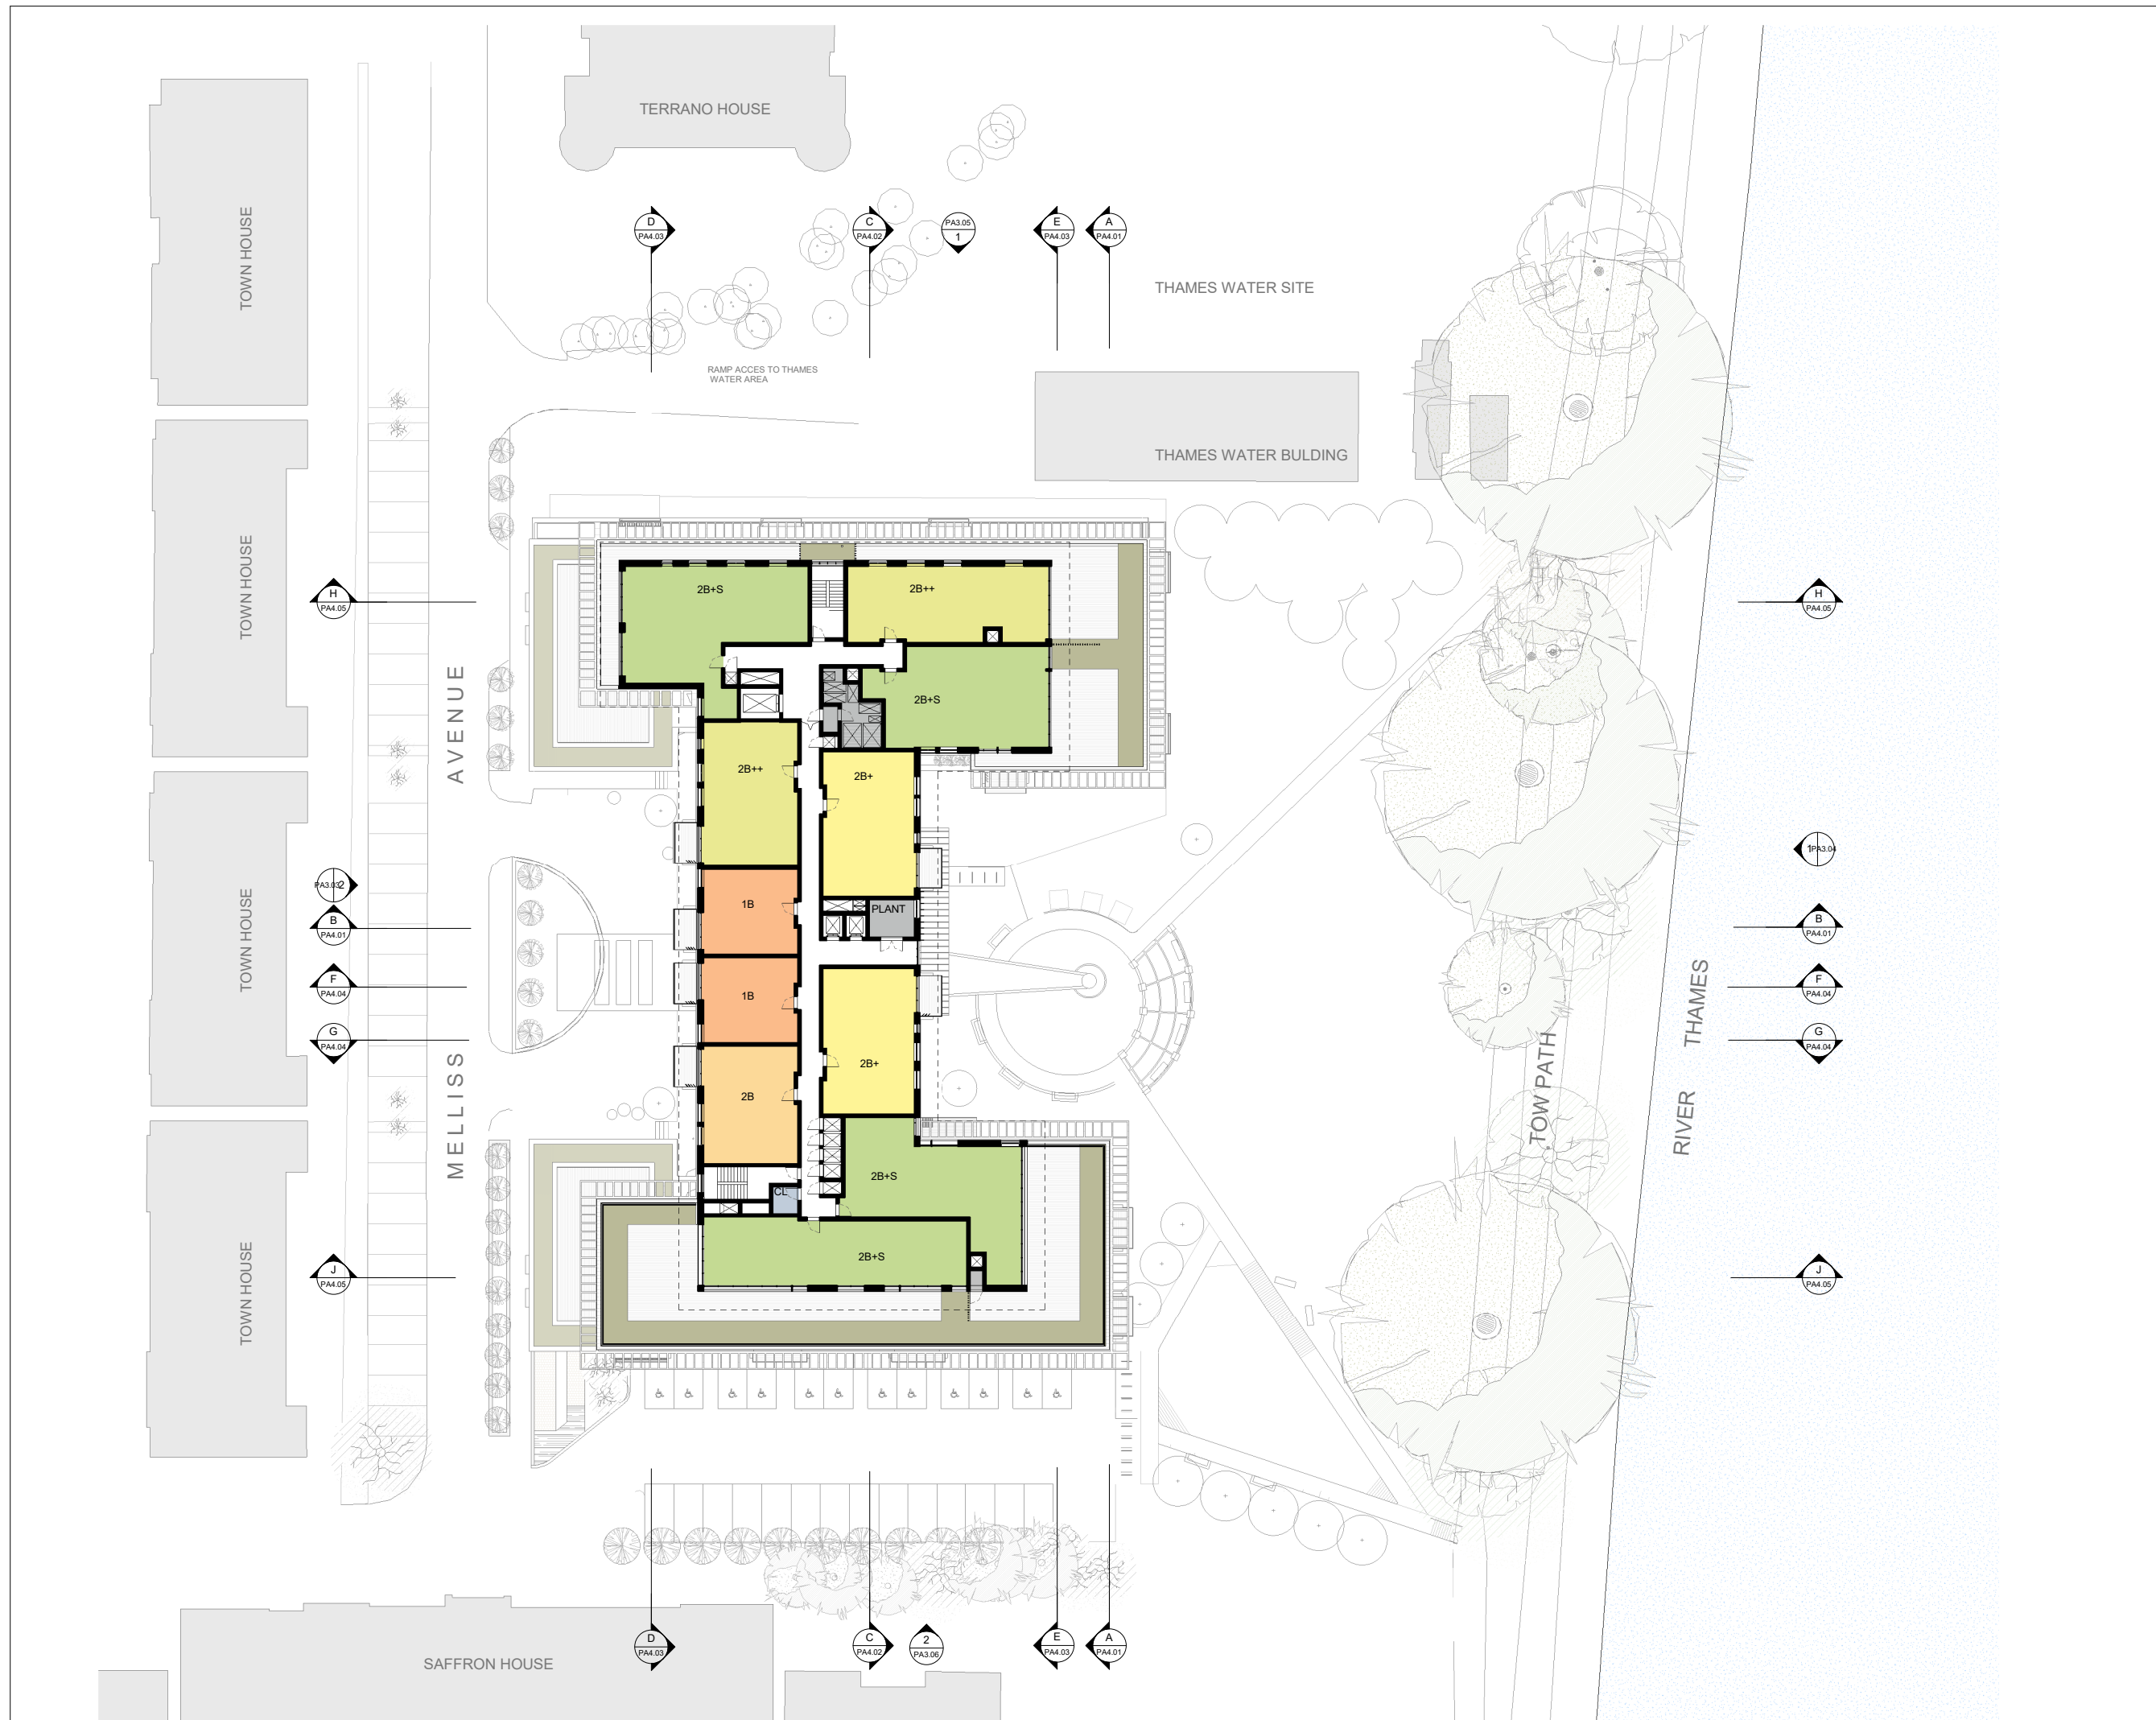 TERRANO HOUSE
TOWN HOUSE
D
PA4.03
C
PA4.02
PA3.05
1
E
PA4.03
A
PA4.01
THAMES WATER SITE
RAMP ACCES TO THAMES
WATER AREA
THAMES WATER BULDING
TOWN HOUSE
H
PA4.05
2B+S
2B++
H
PA4.05
2B+S
AVENUE
2B++
2B+
1
PA3.04
TOWN HOUSE
2
B
PA4.01
1B
PLANT
B
PA4.01
F
PA4.04
1B
F
PA4.04
G
PA4.04
G
PA4.04
RIVER THAMES
TOW PATH
MELLISS
2B
2B+
2B+S
CL
TOWN HOUSE
J
PA4.05
2B+S
J
PA4.05
D
PA4.03
C
PA4.02
2
PA3.06
E
PA4.03
A
PA4.01
SAFFRON HOUSE